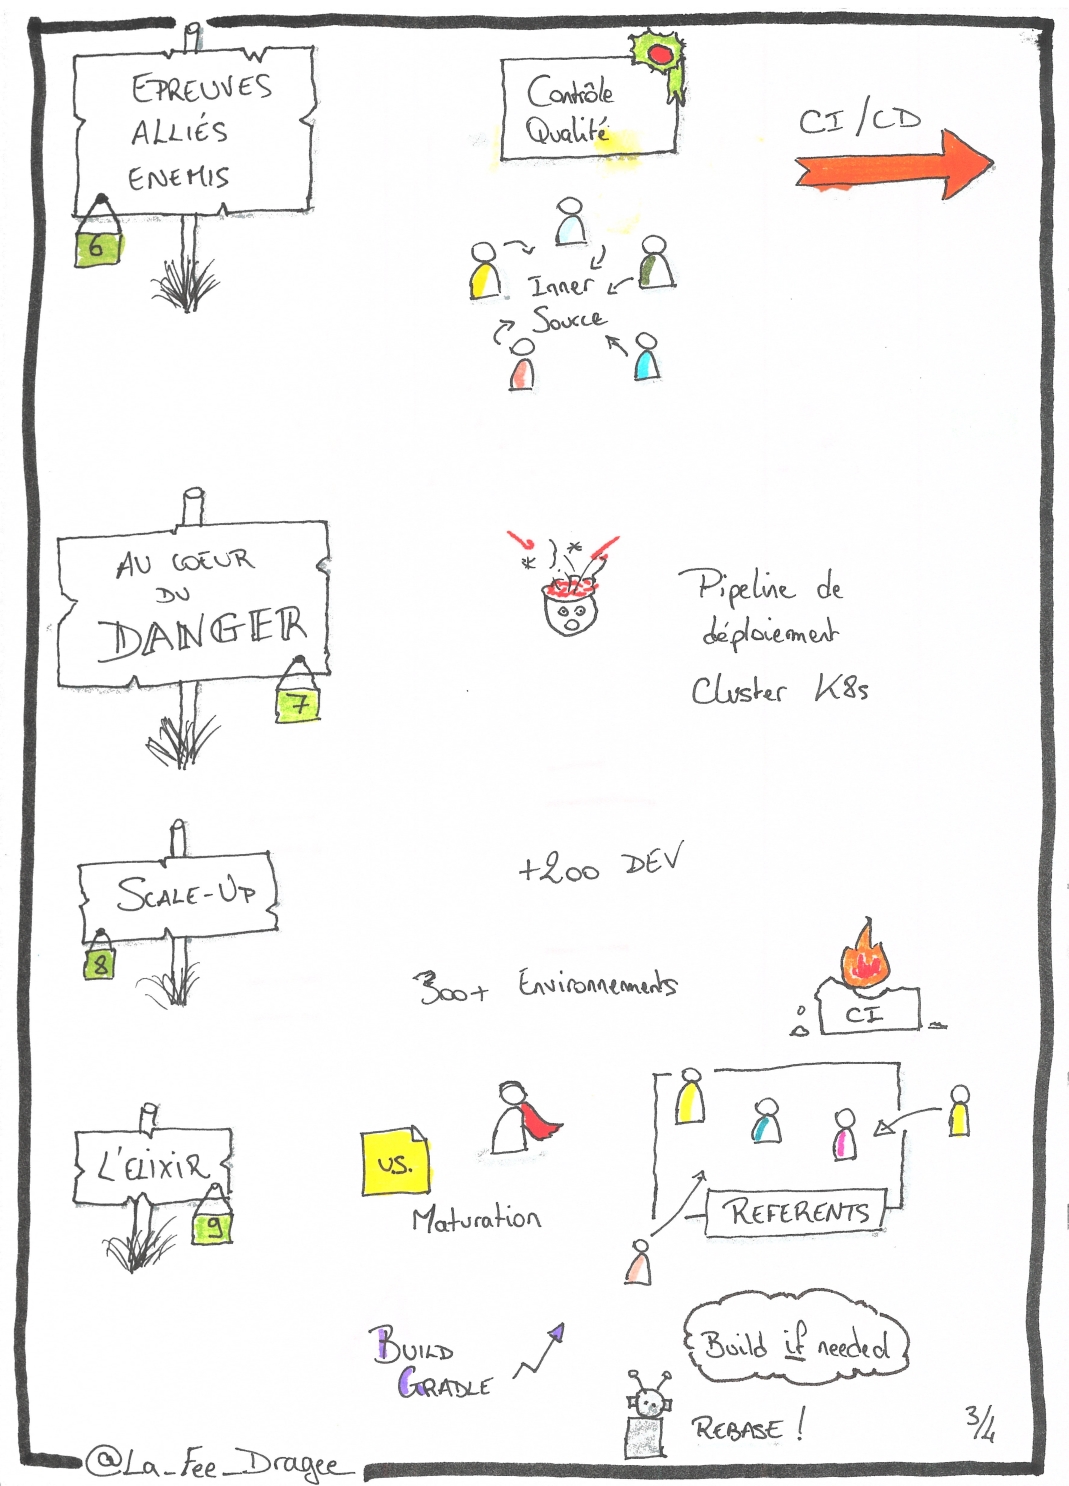 EPREUVES
ALLIÉS
ENEMIS
6
Contrôle
Qualité
CI/CD
Inner
Source
AU COEUR
DU
DANGER
7
Pipeline de
déploiement
Cluster K8s
SCALE-UP
8
+200 DEV
300+ Environnements
CI
L'ELIXIR
9
U.S.
Maturation
REFERENTS
BUILD
GRADLE
Build if needed
REBASE !
3/4
@La_Fee_Dragee